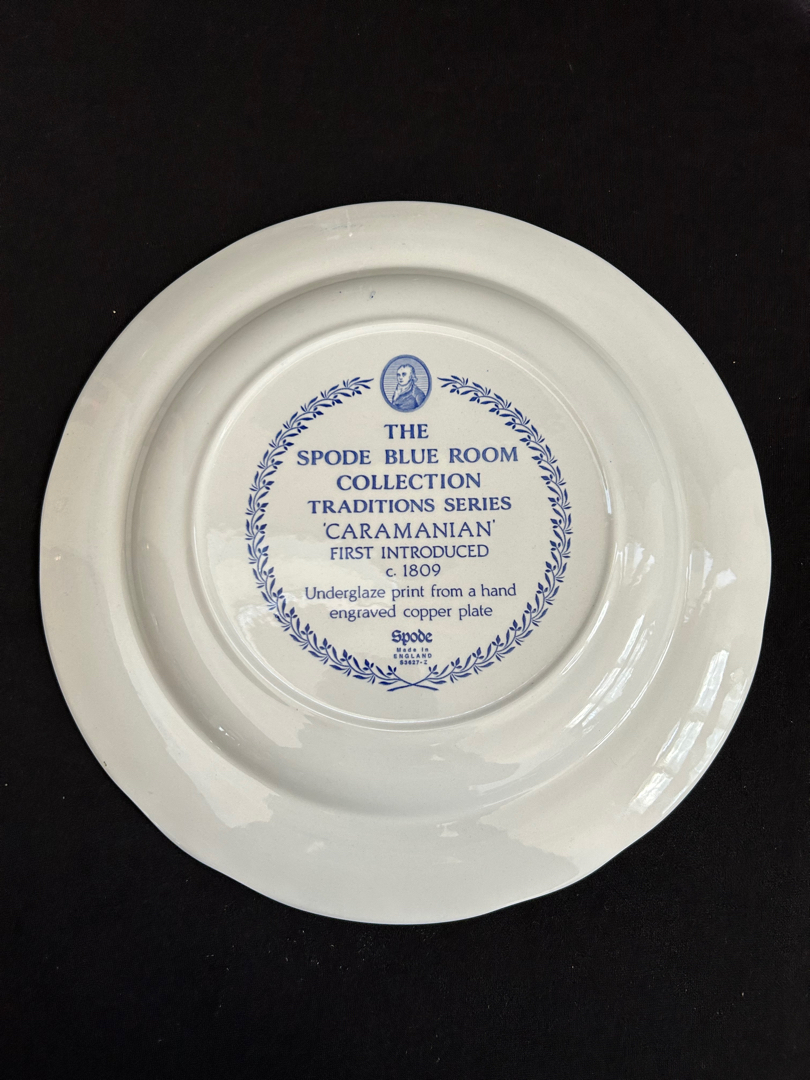 THE
SPODE BLUE ROOM
COLLECTION
TRADITIONS SERIES
'CARAMANIAN'
FIRST INTRODUCED
c. 1809
Underglaze print from a hand
engraved copper plate
Spode
Made in
ENGLAND
S3627-Z